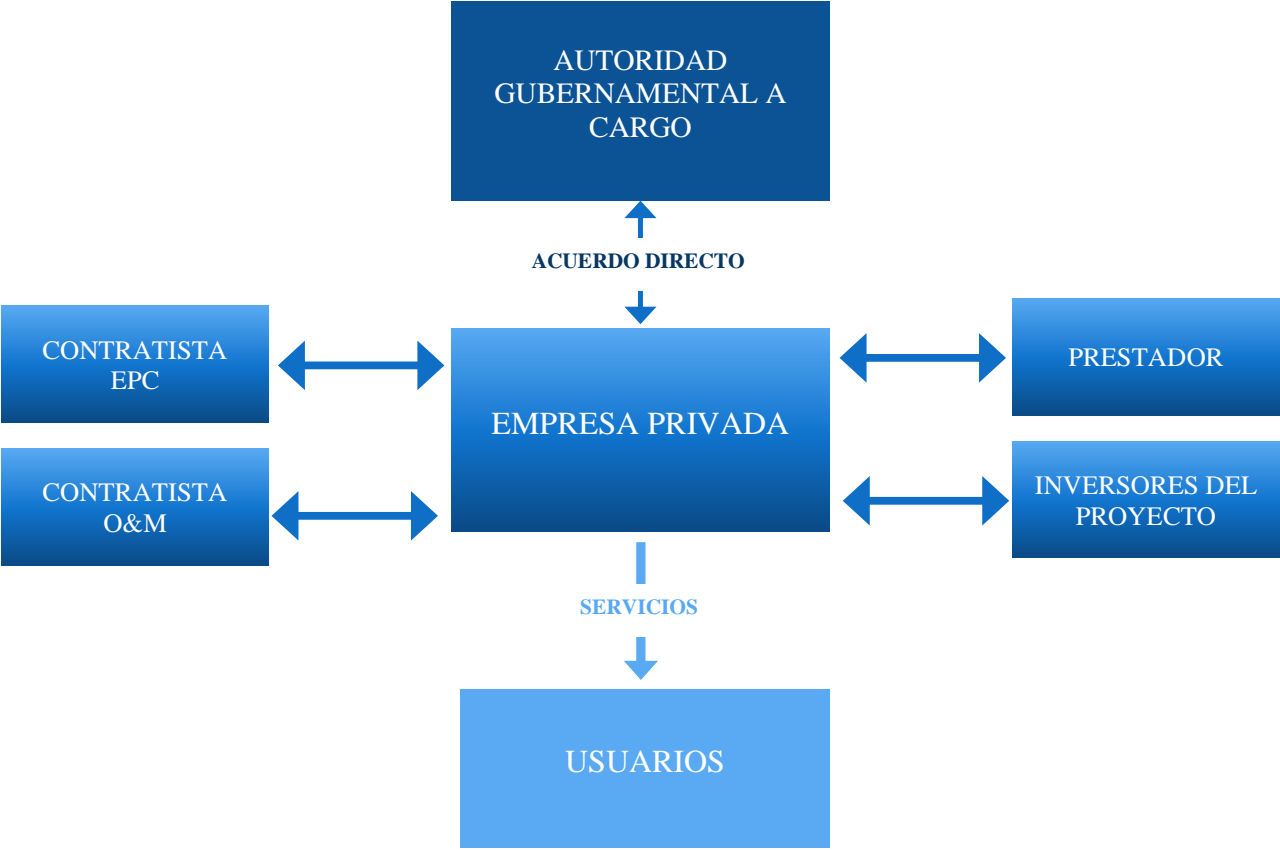 AUTORIDAD
GUBERNAMENTAL A
CARGO
ACUERDO DIRECTO
CONTRATISTA
EPC
EMPRESA PRIVADA
PRESTADOR
CONTRATISTA
O&M
INVERSORES DEL
PROYECTO
SERVICIOS
USUARIOS